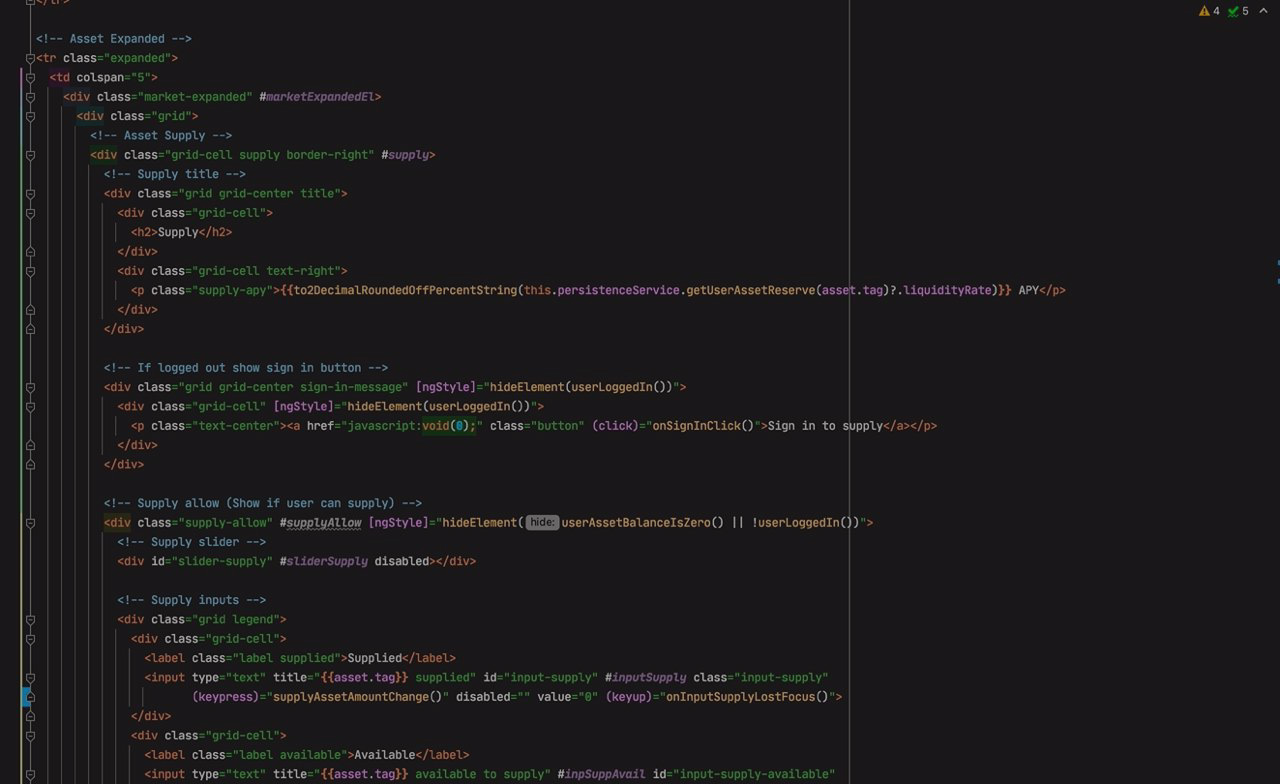 </tr>
4 5
<!-- Asset Expanded -->
<tr class="expanded">
<td colspan="5">
<div class="market-expanded" #marketExpandedEl>
<div class="grid">
<!-- Asset Supply -->
<div class="grid-cell supply border-right" #supply>
<!-- Supply title -->
<div class="grid grid-center title">
<div class="grid-cell">
<h2>Supply</h2>
</div>
<div class="grid-cell text-right">
<p class="supply-apy">{{to2DecimalRoundedOffPercentString(this.persistenceService.getUserAssetReserve(asset.tag)?.liquidityRate)}} APY</p>
</div>
</div>
<!-- If logged out show sign in button -->
<div class="grid grid-center sign-in-message" [ngStyle]="hideElement(userLoggedIn())">
<div class="grid-cell" [ngStyle]="hideElement(userLoggedIn())">
<p class="text-center"><a href="javascript:void(0);" class="button" (click)="onSignInClick()">Sign in to supply</a></p>
</div>
</div>
<!-- Supply allow (Show if user can supply) -->
<div class="supply-allow" #supplyAllow [ngStyle]="hideElement( hide: userAssetBalanceIsZero() || !userLoggedIn())">
<!-- Supply slider -->
<div id="slider-supply" #sliderSupply disabled></div>
<!-- Supply inputs -->
<div class="grid legend">
<div class="grid-cell">
<label class="label supplied">Supplied</label>
<input type="text" title="{{asset.tag}} supplied" id="input-supply" #inputSupply class="input-supply"
(keypress)="supplyAssetAmountChange()" disabled="" value="0" (keyup)="onInputSupplyLostFocus()">
</div>
<div class="grid-cell">
<label class="label available">Available</label>
<input type="text" title="{{asset.tag}} available to supply" #inpSuppAvail id="input-supply-available"